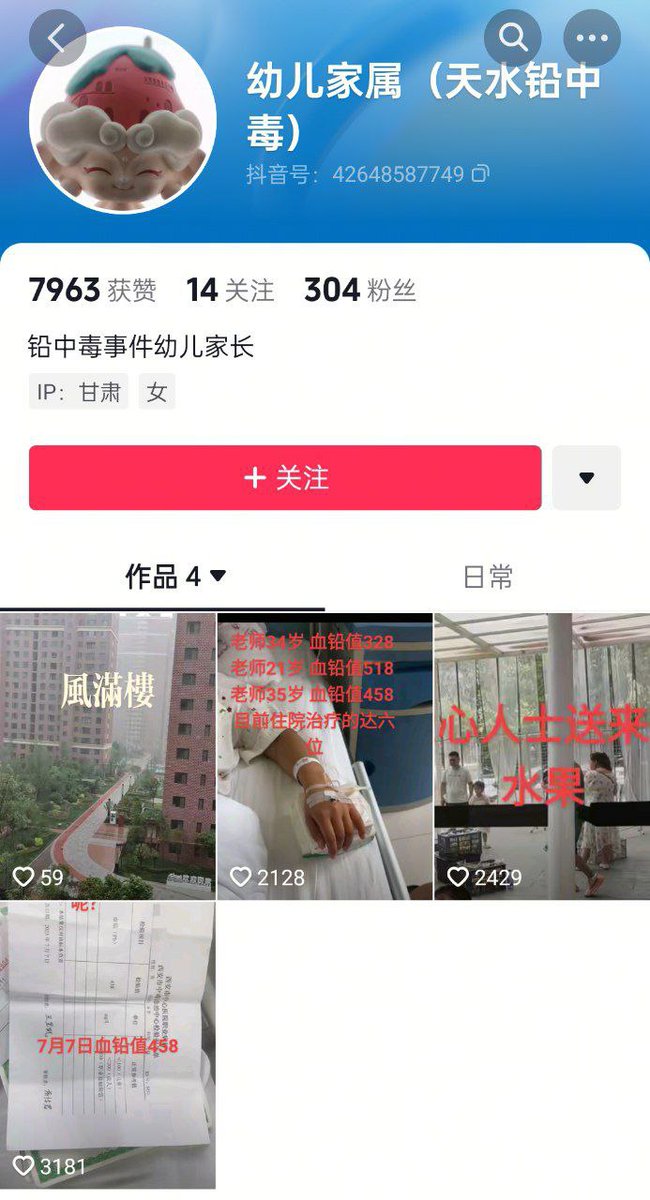 幼儿家属（天水铅中
毒）
抖音号：42648587749
7963 获赞 14 关注 304 粉丝
铅中毒事件幼儿家长
IP：甘肃 女
+ 关注
作品 4 日常
風滿樓
59
老师34岁 血铅值328
老师21岁 血铅值518
老师35岁 血铅值458
目前住院治疗的达六
位
2128
心人士送来
水果
2429
呢？
7月7日血铅值458
3181